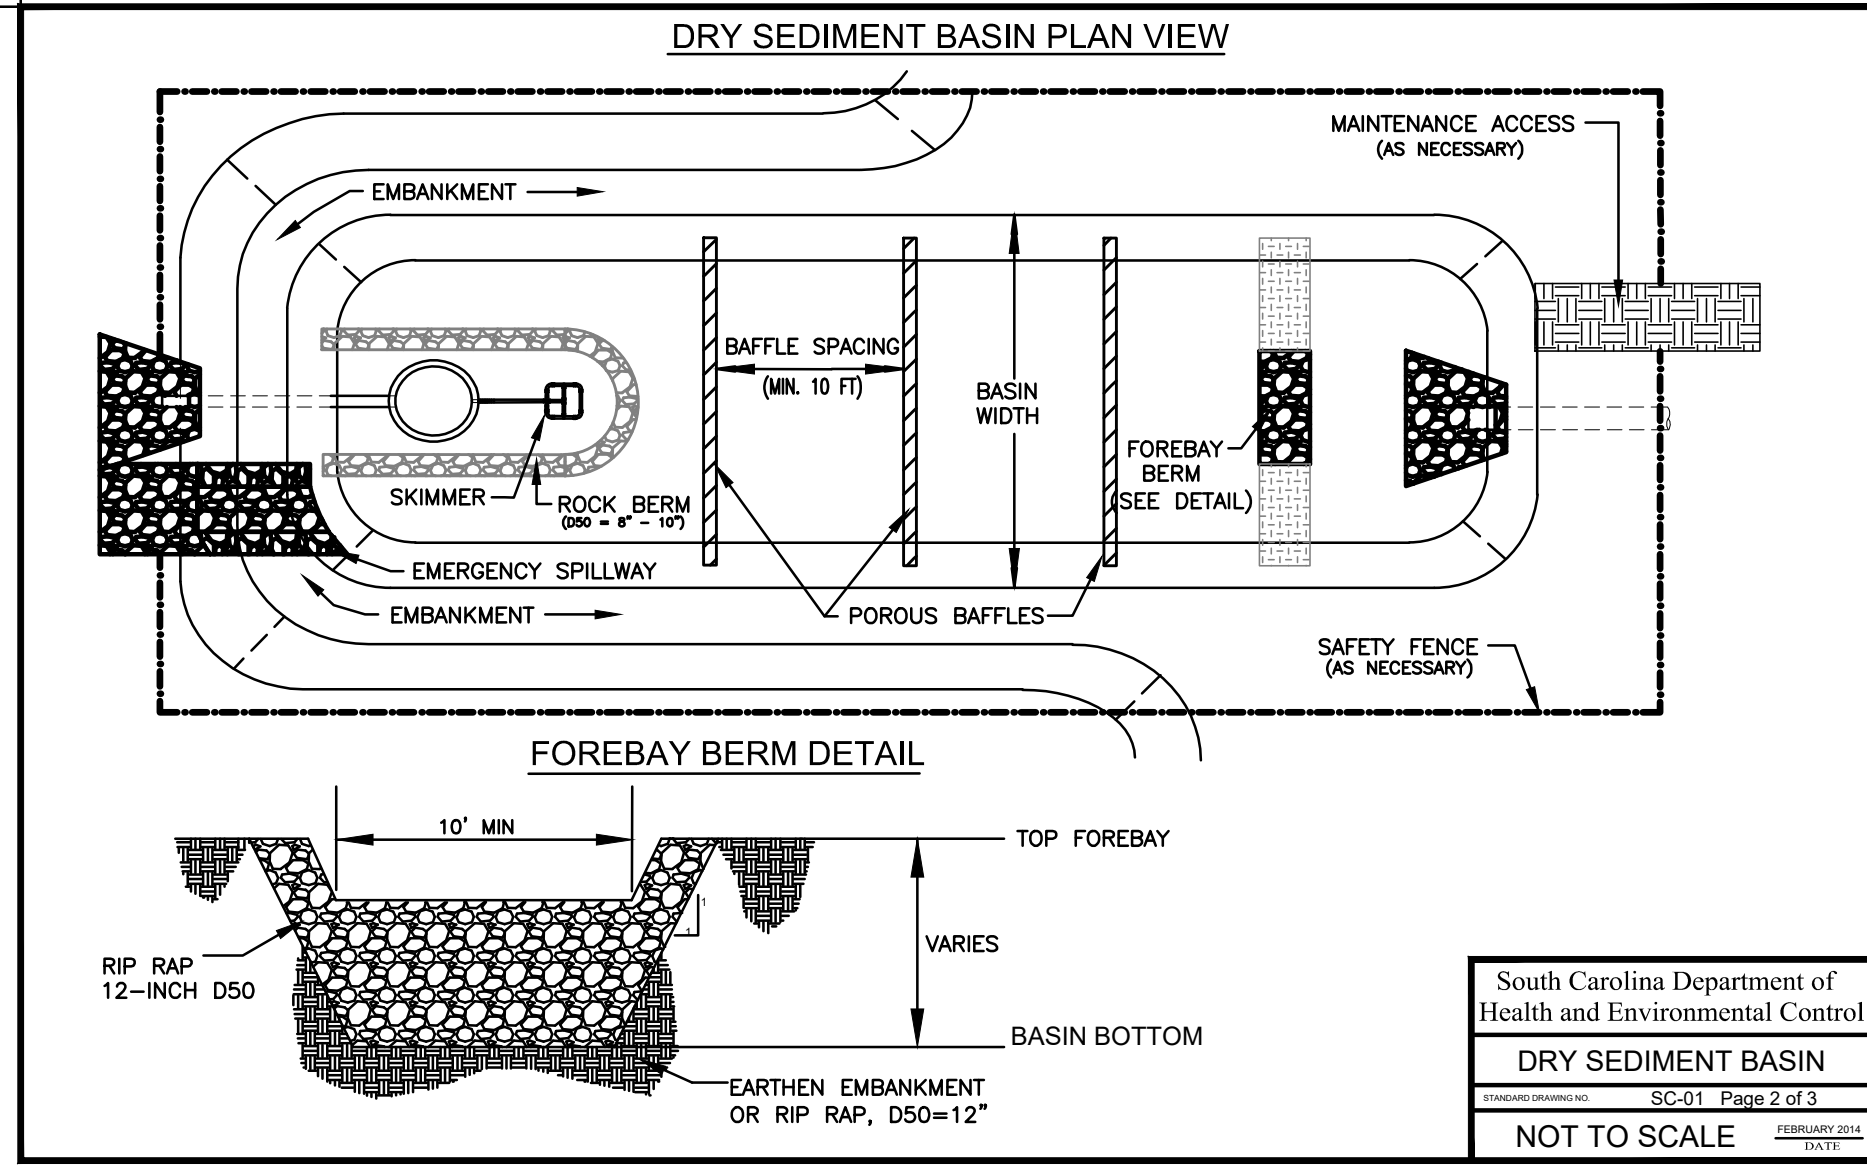 DRY SEDIMENT BASIN PLAN VIEW
MAINTENANCE ACCESS
(AS NECESSARY)
EMBANKMENT
BAFFLE SPACING
(MIN. 10 FT)
BASIN
WIDTH
FOREBAY
BERM
(SEE DETAIL)
SKIMMER
ROCK BERM
(D50 = 8" - 10")
EMERGENCY SPILLWAY
EMBANKMENT
POROUS BAFFLES
SAFETY FENCE
(AS NECESSARY)
FOREBAY BERM DETAIL
10' MIN
TOP FOREBAY
1
1
VARIES
RIP RAP
12-INCH D50
BASIN BOTTOM
EARTHEN EMBANKMENT
OR RIP RAP, D50=12"
South Carolina Department of
Health and Environmental Control
DRY SEDIMENT BASIN
STANDARD DRAWING NO. SC-01 Page 2 of 3
NOT TO SCALE FEBRUARY 2014
DATE